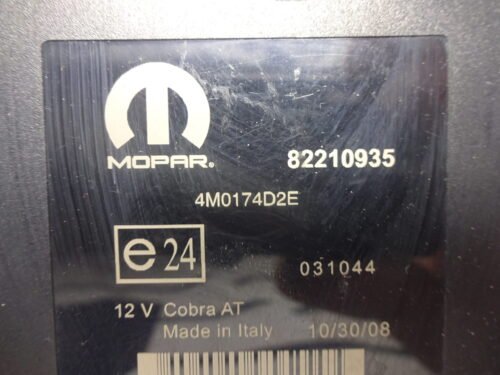 MOPAR.
82210935
4M0174D2E
e24
031044
12 V Cobra AT
Made in Italy 10/30/08